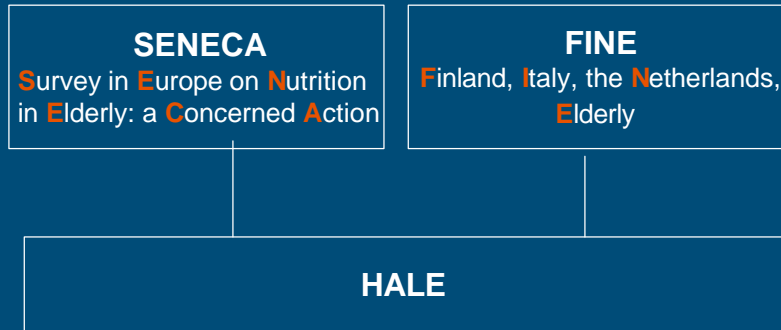 SENECA
Survey in Europe on Nutrition
in Elderly: a Concerned Action
FINE
Finland, Italy, the Netherlands,
Elderly
HALE